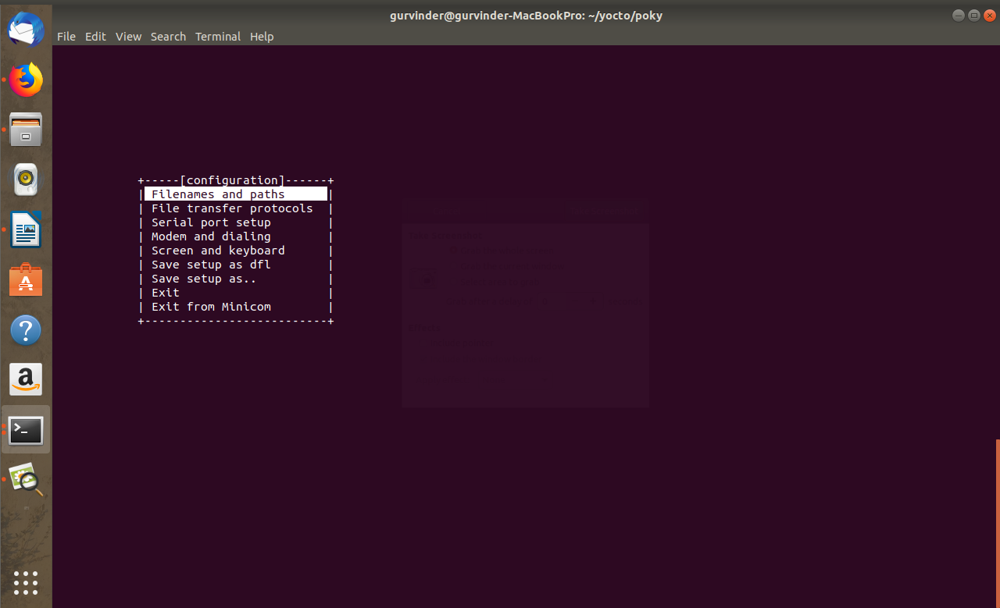 gurvinder@gurvinder-MacBookPro: ~/yocto/poky
File Edit View Search Terminal Help
+-----[configuration]------+
| Filenames and paths      |
| File transfer protocols  |
| Serial port setup        |
| Modem and dialing        |
| Screen and keyboard      |
| Save setup as dfl        |
| Save setup as..          |
| Exit                     |
| Exit from Minicom        |
+--------------------------+